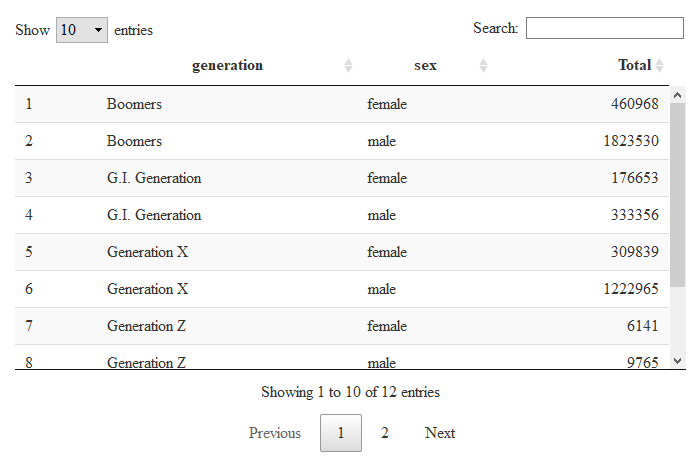 Show 10 entries Search:
generation sex Total
1 Boomers female 460968
2 Boomers male 1823530
3 G.I. Generation female 176653
4 G.I. Generation male 333356
5 Generation X female 309839
6 Generation X male 1222965
7 Generation Z female 6141
8 Generation Z male 9765
Showing 1 to 10 of 12 entries
Previous 1 2 Next